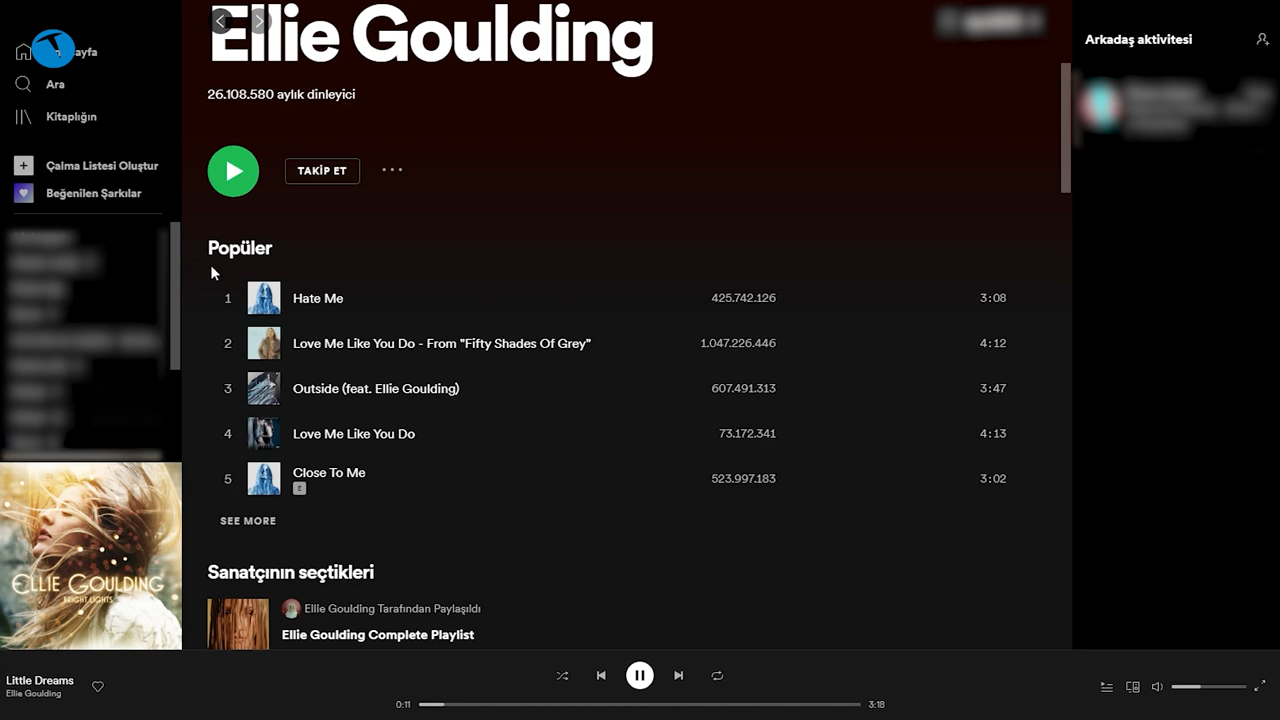 Ellie Goulding
26.108.580 aylık dinleyici
TAKİP ET
Ara
Kitaplığın
Çalma Listesi Oluştur
Beğenilen Şarkılar
Arkadaş aktivitesi
Popüler
1 Hate Me 425.742.126 3:08
2 Love Me Like You Do - From "Fifty Shades Of Grey" 1.047.226.446 4:12
3 Outside (feat. Ellie Goulding) 607.491.313 3:47
4 Love Me Like You Do 73.172.341 4:13
5 Close To Me 523.997.183 3:02
E
SEE MORE
Sanatçının seçtikleri
Ellie Goulding Tarafından Paylaşıldı
Ellie Goulding Complete Playlist
ELLIE GOULDING
BRIGHT LIGHTS
Little Dreams
Ellie Goulding
0:11 3:18